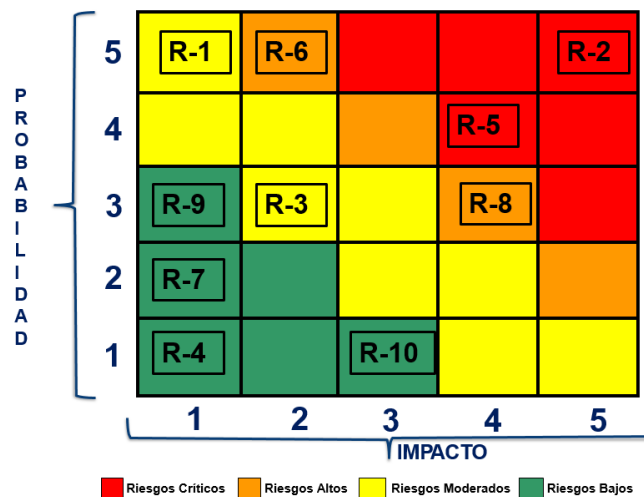 PROBABILIDAD
5 R-1 R-6 R-2
4 R-5
3 R-9 R-3 R-8
2 R-7
1 R-4 R-10
1 2 3 4 5
IMPACTO
Riesgos Críticos Riesgos Altos Riesgos Moderados Riesgos Bajos